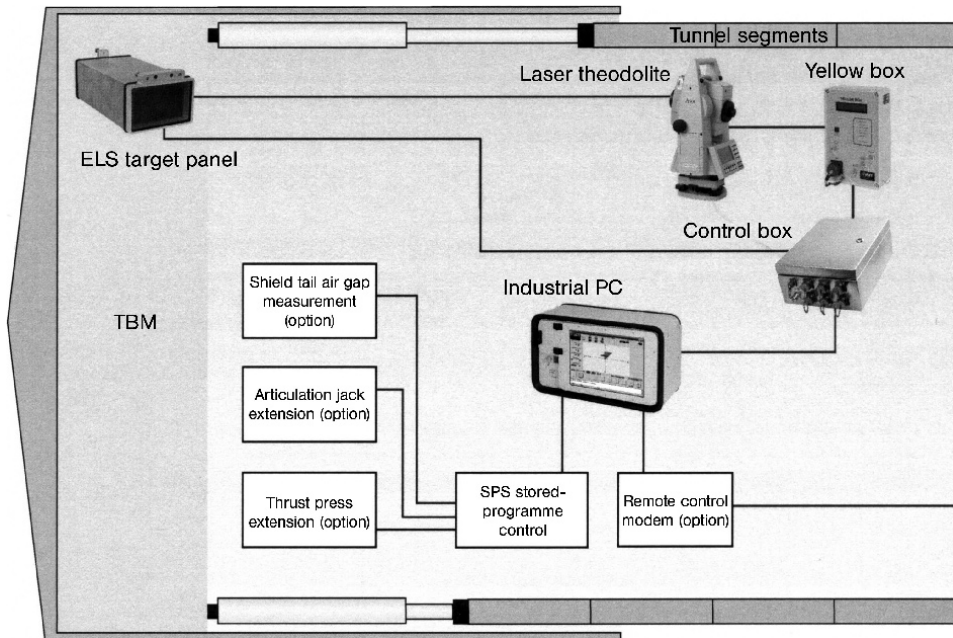 Tunnel segments
Laser theodolite
Yellow box
ELS target panel
Control box
Shield tail air gap
measurement
(option)
Industrial PC
TBM
Articulation jack
extension (option)
Thrust press
extension (option)
SPS stored-
programme
control
Remote control
modem (option)